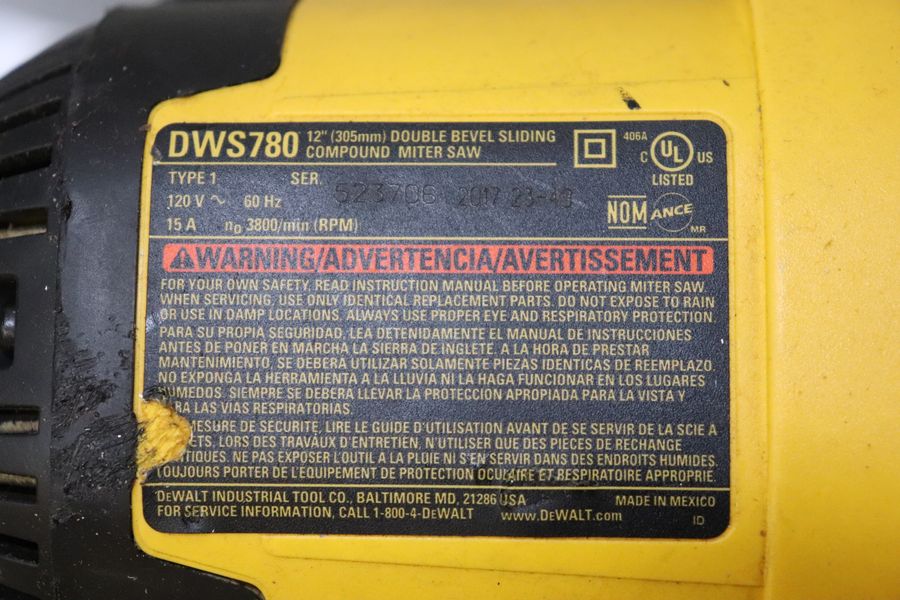 DWS780 12" (305mm) DOUBLE BEVEL SLIDING
COMPOUND MITER SAW
406A
C UL US
LISTED
TYPE 1 SER. 2017 23-49
120 V ~ 60 Hz
NOM ANCE MR
15 A n0 3800/min (RPM)
WARNING/ADVERTENCIA/AVERTISSEMENT
FOR YOUR OWN SAFETY, READ INSTRUCTION MANUAL BEFORE OPERATING MITER SAW.
WHEN SERVICING, USE ONLY IDENTICAL REPLACEMENT PARTS. DO NOT EXPOSE TO RAIN
OR USE IN DAMP LOCATIONS. ALWAYS USE PROPER EYE AND RESPIRATORY PROTECTION.
PARA SU PROPIA SEGURIDAD, LEA DETENIDAMENTE EL MANUAL DE INSTRUCCIONES
ANTES DE PONER EN MARCHA LA SIERRA DE INGLETE. A LA HORA DE PRESTAR
MANTENIMIENTO, SE DEBERA UTILIZAR SOLAMENTE PIEZAS IDENTICAS DE REEMPLAZO.
NO EXPONGA LA HERRAMIENTA A LA LLUVIA NI LA HAGA FUNCIONAR EN LOS LUGARES
HUMEDOS. SIEMPRE SE DEBERA LLEVAR LA PROTECCION APROPIADA PARA LA VISTA Y
PARA LAS VIAS RESPIRATORIAS.
MESURE DE SECURITE, LIRE LE GUIDE D'UTILISATION AVANT DE SE SERVIR DE LA SCIE A
LORS DES TRAVAUX D'ENTRETIEN, N'UTILISER QUE DES PIECES DE RECHANGE
NE PAS EXPOSER L'OUTIL A LA PLUIE NI S'EN SERVIR DANS DES ENDROITS HUMIDES.
TOUJOURS PORTER DE L'EQUIPEMENT DE PROTECTION OCULAIRE ET RESPIRATOIRE APPROPRIE.
DEWALT INDUSTRIAL TOOL CO., BALTIMORE MD, 21286 USA MADE IN MEXICO
FOR SERVICE INFORMATION, CALL 1-800-4-DEWALT www.DEWALT.com ID